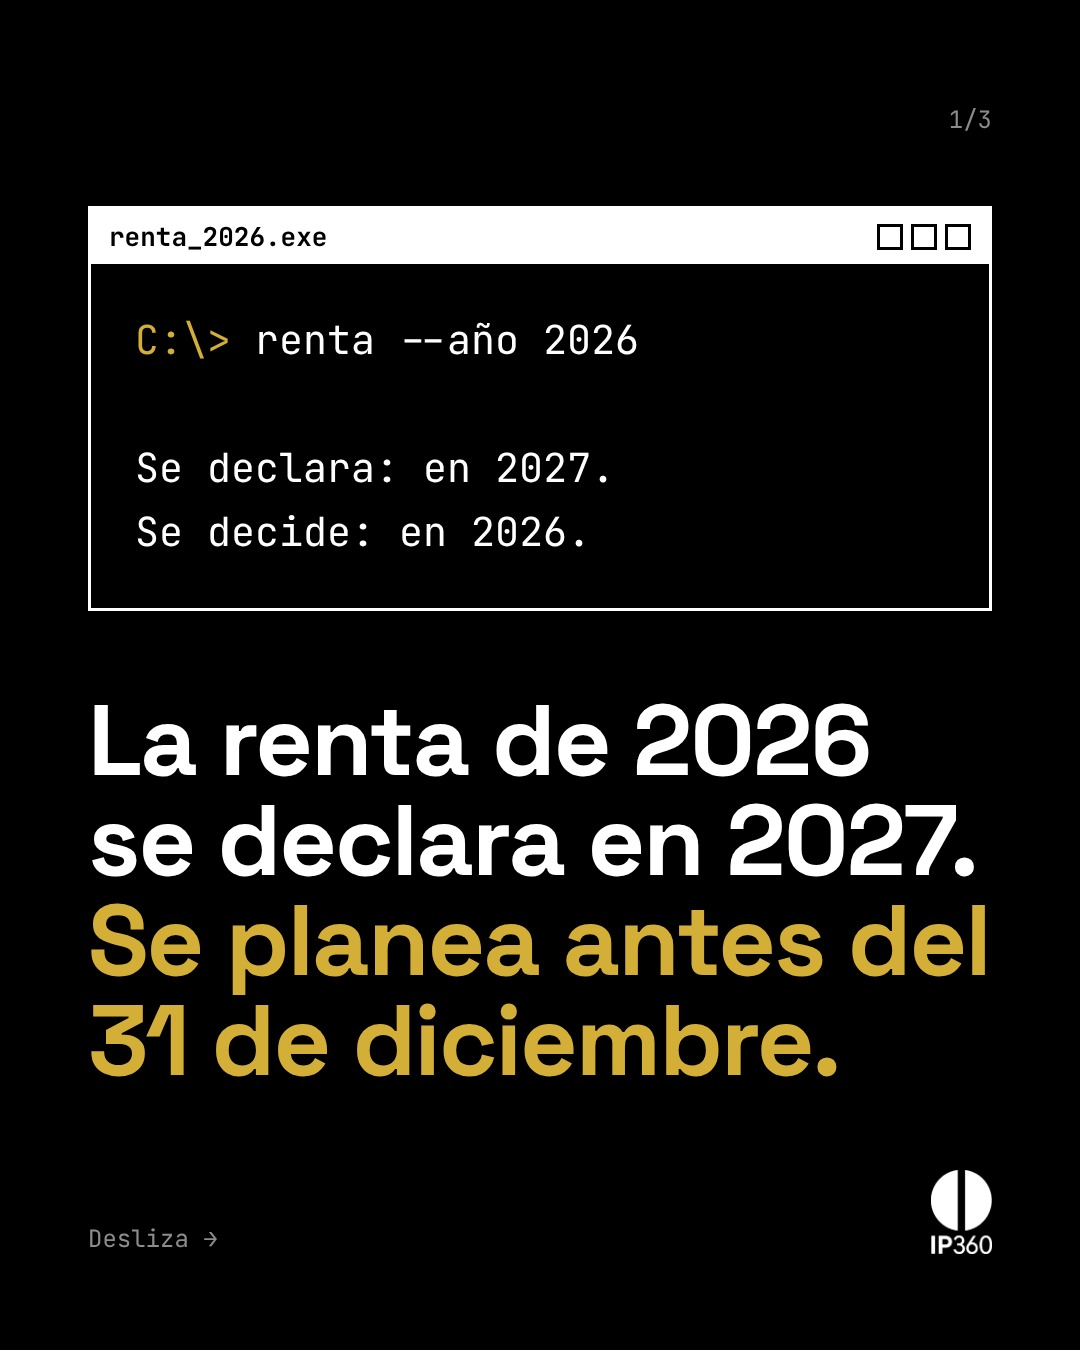 1/3
renta_2026.exe
C:\> renta --año 2026
Se declara: en 2027.
Se decide: en 2026.
La renta de 2026
se declara en 2027.
Se planea antes del
31 de diciembre.
Desliza →
IP360